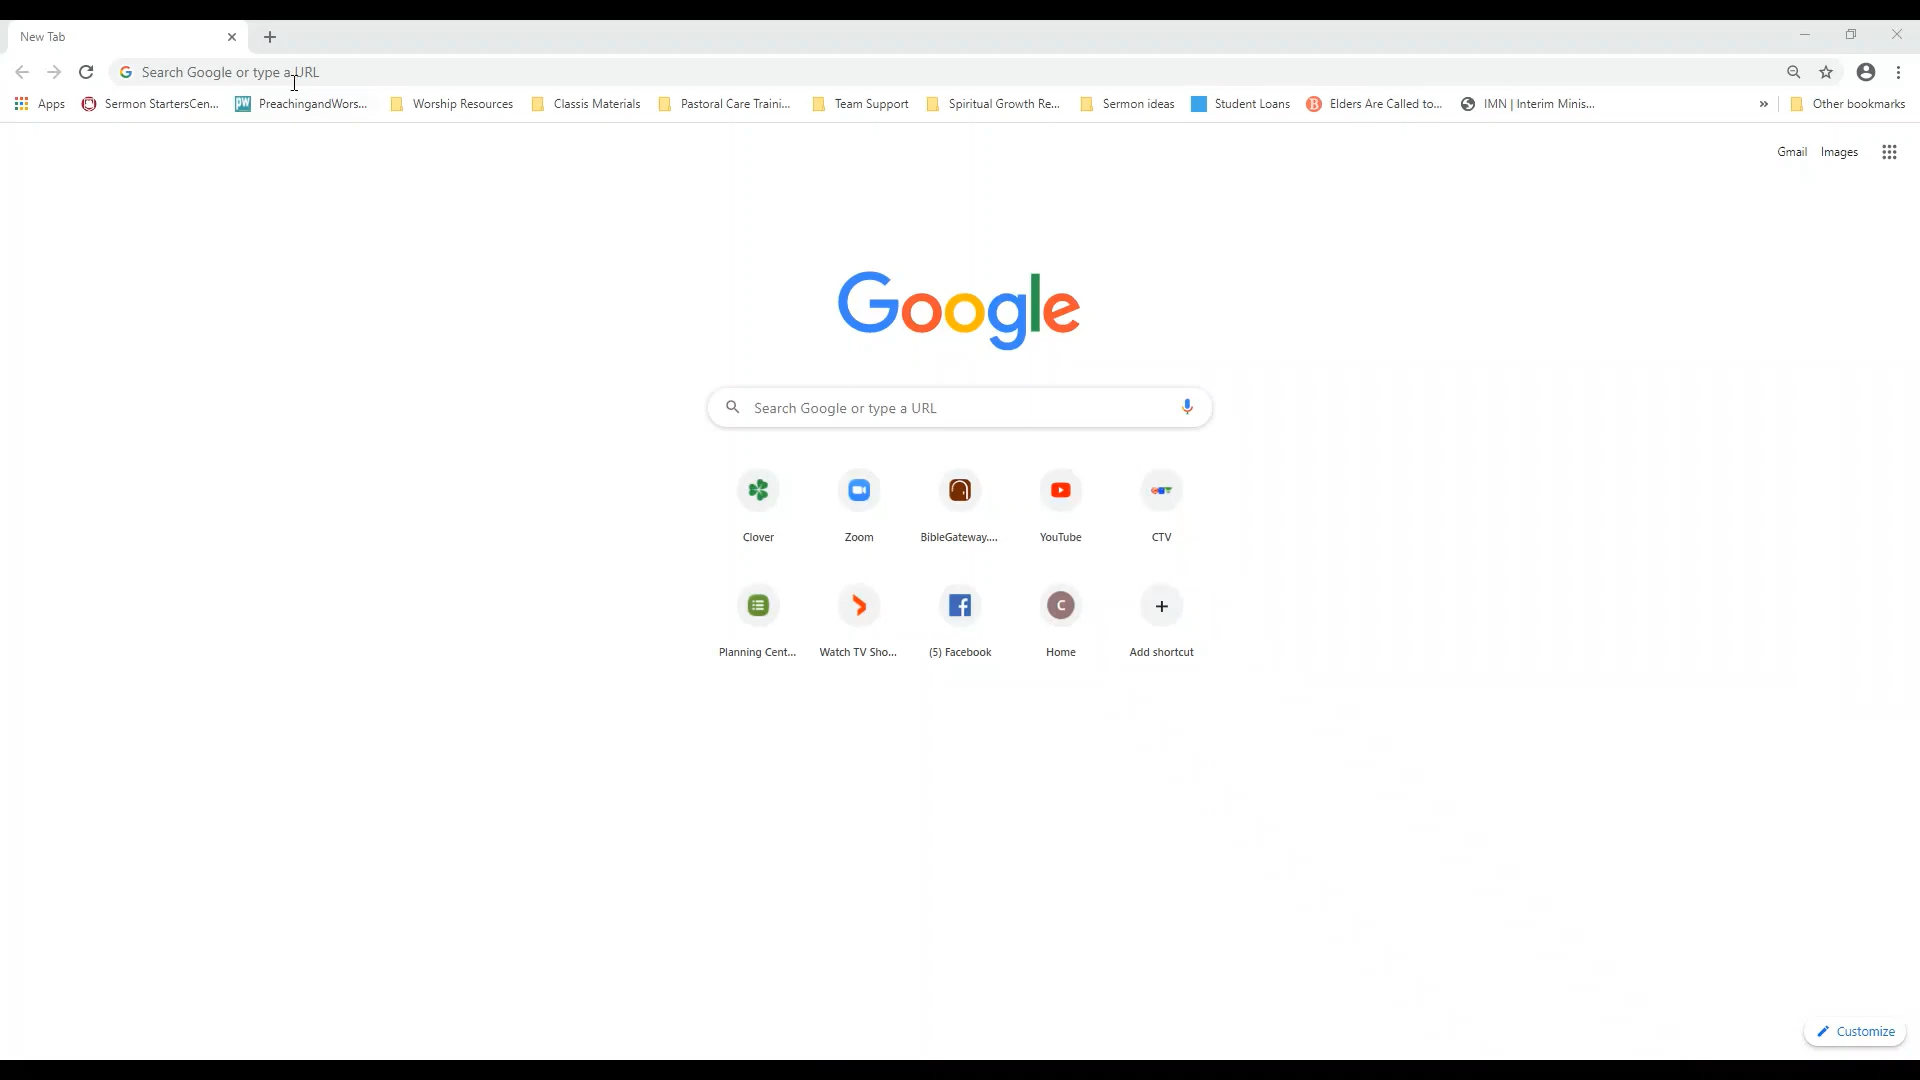 New Tab
Search Google or type a URL
Apps Sermon StartersCen... PreachingandWors... Worship Resources Classis Materials Pastoral Care Traini... Team Support Spiritual Growth Re... Sermon ideas Student Loans Elders Are Called to... IMN | Interim Minis... » Other bookmarks
Gmail Images
Google
Search Google or type a URL
Clover Zoom BibleGateway.... YouTube CTV
Planning Cent... Watch TV Sho... (5) Facebook Home Add shortcut
Customize